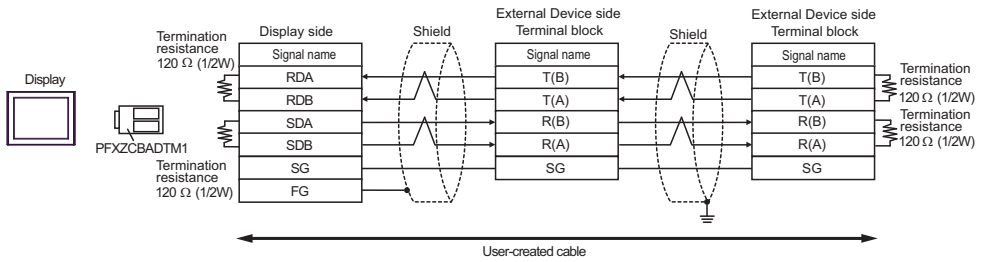 Display
PFXZCBADTM1
Termination
resistance
120 Ω (1/2W)
Termination
resistance
120 Ω (1/2W)
Display side
Signal name
RDA
RDB
SDA
SDB
SG
FG
Shield
External Device side
Terminal block
Signal name
T(B)
T(A)
R(B)
R(A)
SG
Shield
External Device side
Terminal block
Signal name
T(B)
T(A)
R(B)
R(A)
SG
Termination
resistance
120 Ω (1/2W)
Termination
resistance
120 Ω (1/2W)
User-created cable